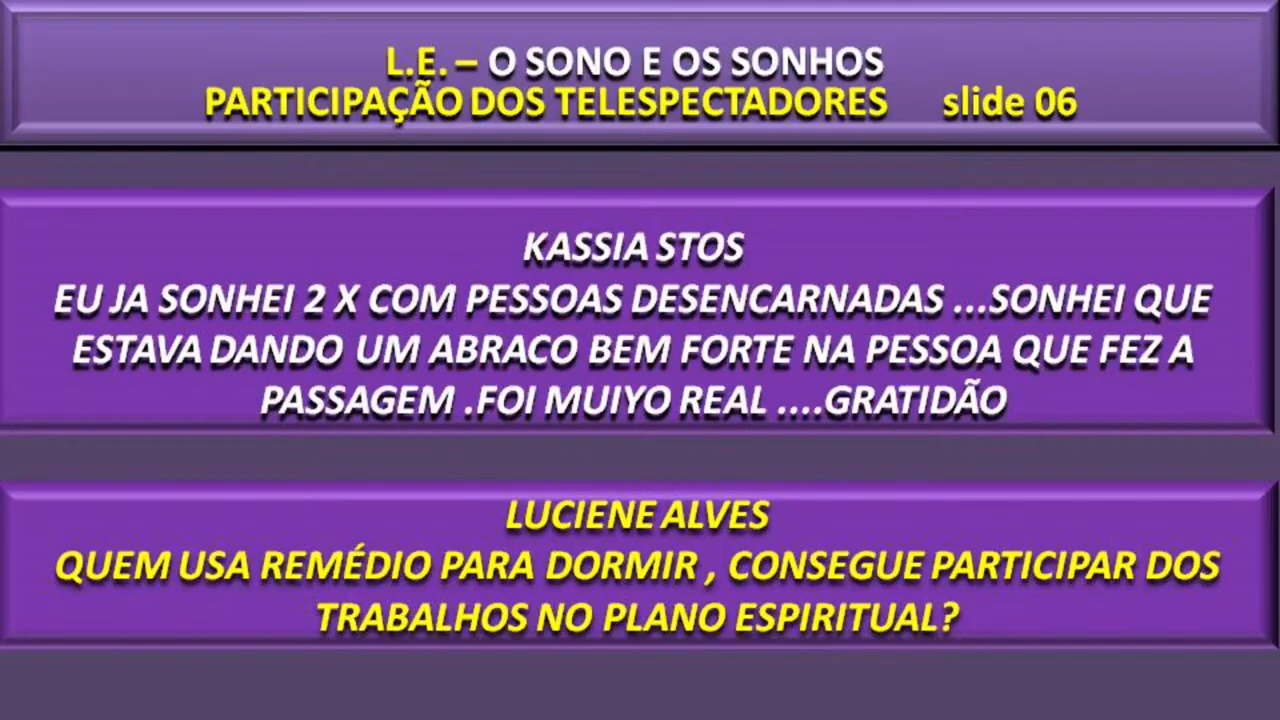 L.E. – O SONO E OS SONHOS
PARTICIPAÇÃO DOS TELESPECTADORES slide 06
KASSIA STOS
EU JA SONHEI 2 X COM PESSOAS DESENCARNADAS ...SONHEI QUE
ESTAVA DANDO UM ABRACO BEM FORTE NA PESSOA QUE FEZ A
PASSAGEM .FOI MUIYO REAL ....GRATIDÃO
LUCIENE ALVES
QUEM USA REMÉDIO PARA DORMIR , CONSEGUE PARTICIPAR DOS
TRABALHOS NO PLANO ESPIRITUAL?